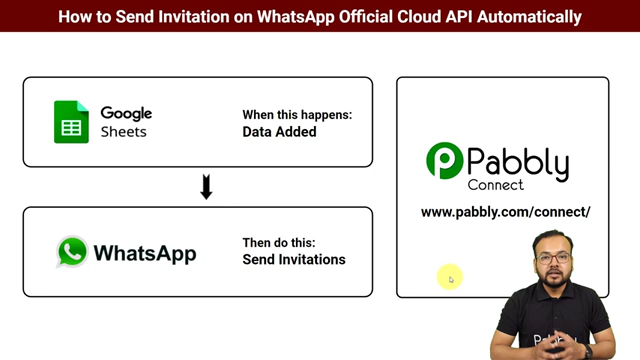 How to Send Invitation on WhatsApp Official Cloud API Automatically
Google
Sheets
When this happens:
Data Added
WhatsApp
Then do this:
Send Invitations
Pabbly
Connect
www.pabbly.com/connect/
Pabbly